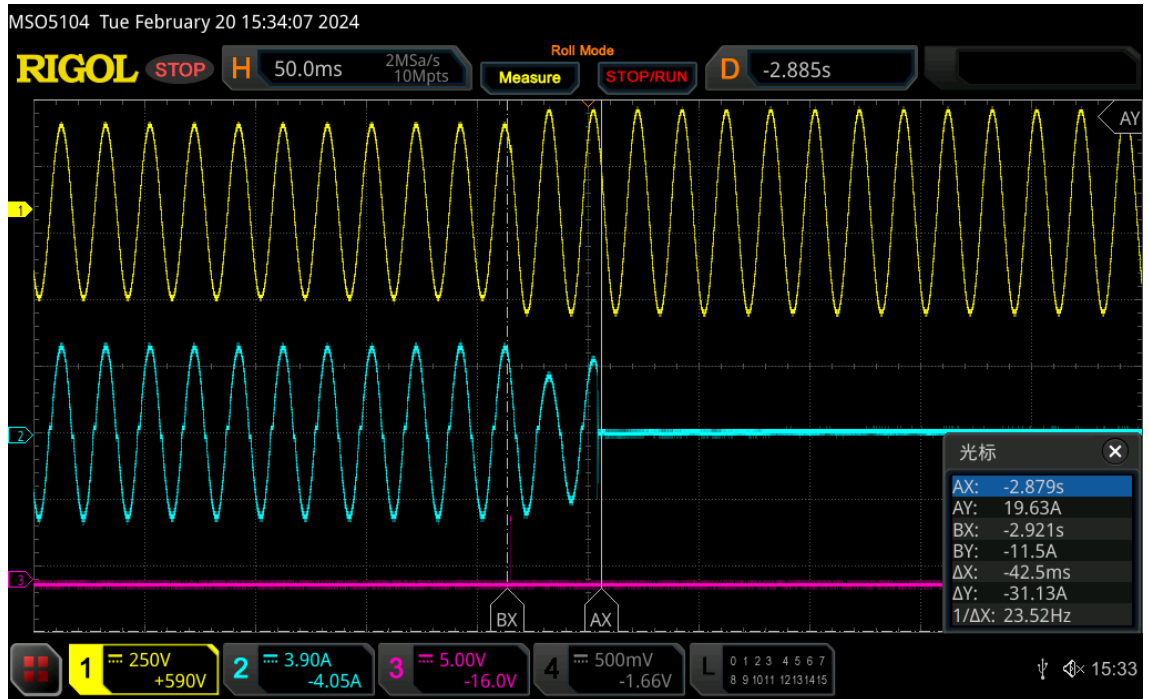 MSO5104 Tue February 20 15:34:07 2024
RIGOL STOP H 50.0ms 2MSa/s 10Mpts Roll Mode Measure STOP/RUN D -2.885s
AY
1
2
3
BX AX
光标
AX: -2.879s
AY: 19.63A
BX: -2.921s
BY: -11.5A
ΔX: -42.5ms
ΔY: -31.13A
1/ΔX: 23.52Hz
1 250V +590V
2 3.90A -4.05A
3 5.00V -16.0V
4 500mV -1.66V
L 0 1 2 3 4 5 6 7
8 9 10 11 12 13 14 15
15:33